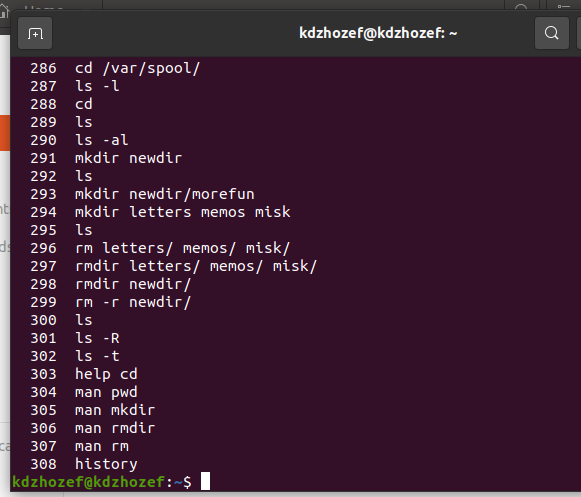 Home
kdzhozef@kdzhozef: ~
286 cd /var/spool/
287 ls -l
288 cd
289 ls
290 ls -al
291 mkdir newdir
292 ls
293 mkdir newdir/morefun
294 mkdir letters memos misk
295 ls
296 rm letters/ memos/ misk/
297 rmdir letters/ memos/ misk/
298 rmdir newdir/
299 rm -r newdir/
300 ls
301 ls -R
302 ls -t
303 help cd
304 man pwd
305 man mkdir
306 man rmdir
307 man rm
308 history
kdzhozef@kdzhozef:~$